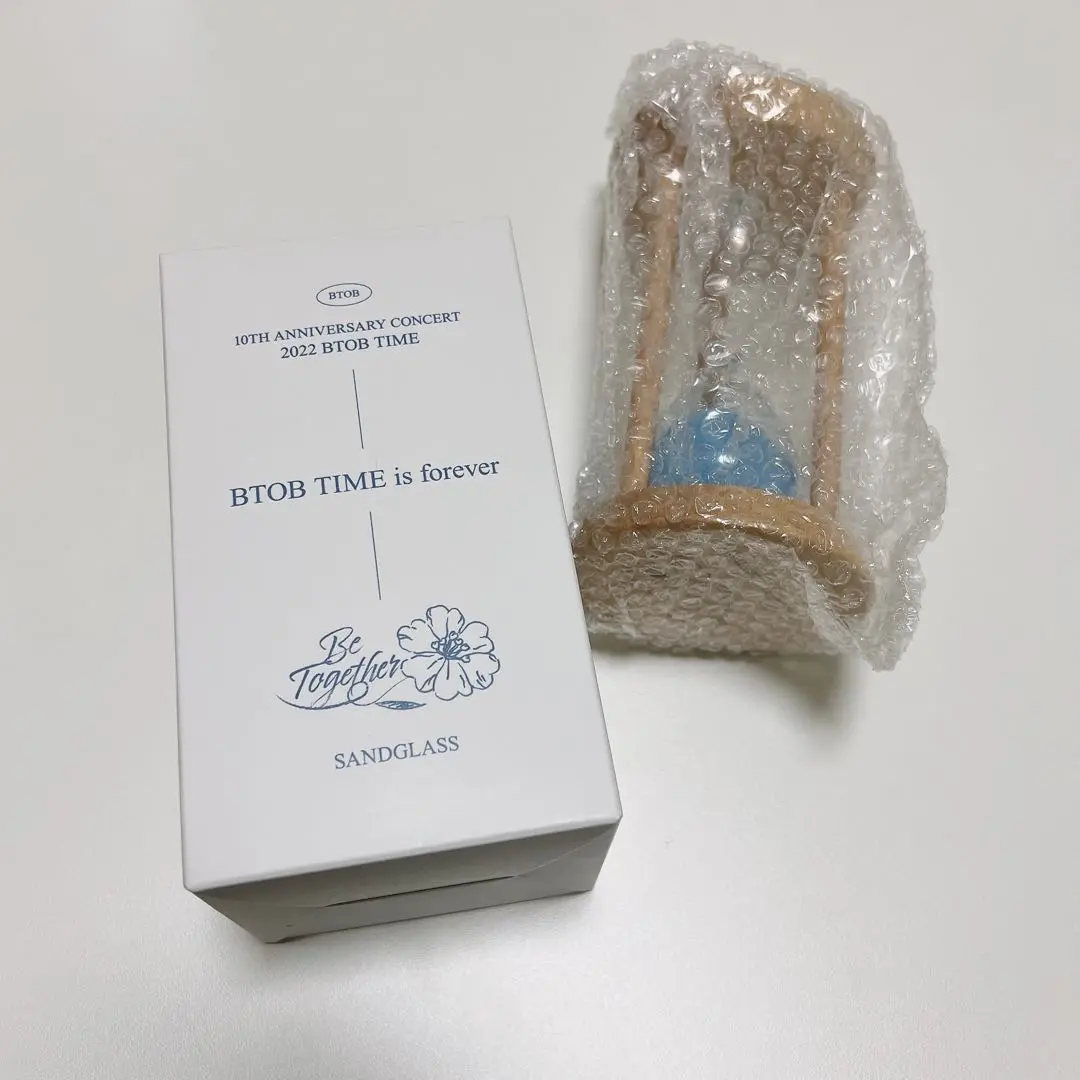 BTOB
10TH ANNIVERSARY CONCERT
2022 BTOB TIME
BTOB TIME is forever
Be
Together
SANDGLASS